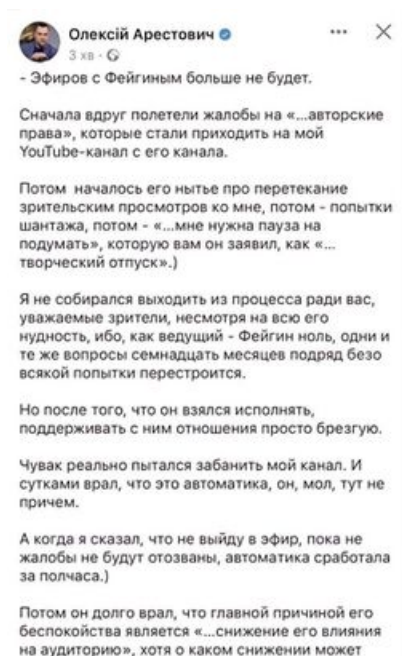 Олексій Арестович
3 хв
- Эфиров с Фейгиным больше не будет.
Сначала вдруг полетели жалобы на «...авторские
права», которые стали приходить на мой
YouTube-канал с его канала.
Потом началось его нытье про перетекание
зрительским просмотров ко мне, потом - попытки
шантажа, потом - «...мне нужна пауза на
подумать», которую вам он заявил, как «...
творческий отпуск».)
Я не собирался выходить из процесса ради вас,
уважаемые зрители, несмотря на всю его
нудность, ибо, как ведущий - Фейгин ноль, одни и
те же вопросы семнадцать месяцев подряд безо
всякой попытки перестроится.
Но после того, что он взялся исполнять,
поддерживать с ним отношения просто брезгую.
Чувак реально пытался забанить мой канал. И
сутками врал, что это автоматика, он, мол, тут не
причем.
А когда я сказал, что не выйду в эфир, пока не
жалобы не будут отозваны, автоматика сработала
за полчаса.)
Потом он долго врал, что главной причиной его
беспокойства является «...снижение его влияния
на аудиторию», хотя о каком снижении может